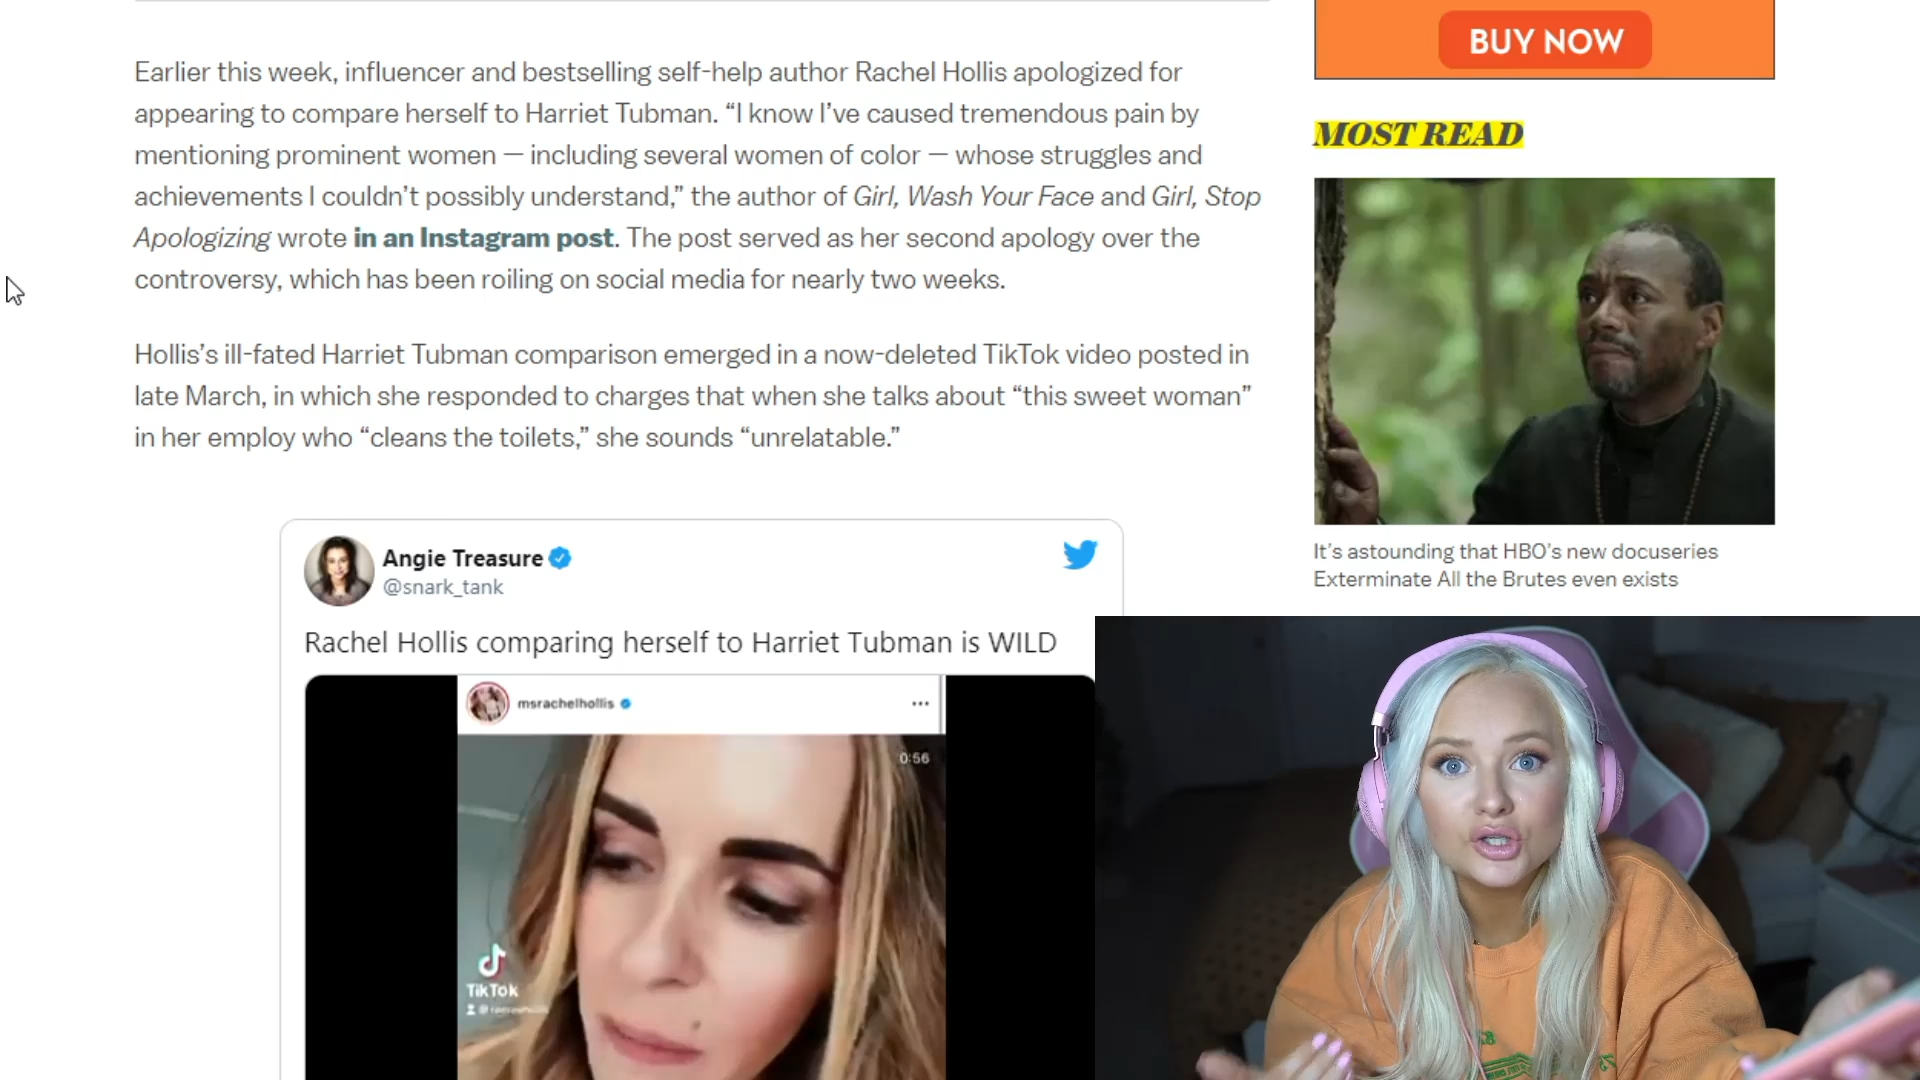 Earlier this week, influencer and bestselling self-help author Rachel Hollis apologized for
appearing to compare herself to Harriet Tubman. “I know I’ve caused tremendous pain by
mentioning prominent women — including several women of color — whose struggles and
achievements I couldn’t possibly understand,” the author of Girl, Wash Your Face and Girl, Stop
Apologizing wrote in an Instagram post. The post served as her second apology over the
controversy, which has been roiling on social media for nearly two weeks.
Hollis’s ill-fated Harriet Tubman comparison emerged in a now-deleted TikTok video posted in
late March, in which she responded to charges that when she talks about “this sweet woman”
in her employ who “cleans the toilets,” she sounds “unrelatable.”
Angie Treasure
@snark_tank
Rachel Hollis comparing herself to Harriet Tubman is WILD
msrachelhollis
0:56
TikTok
BUY NOW
MOST READ
It’s astounding that HBO’s new docuseries
Exterminate All the Brutes even exists